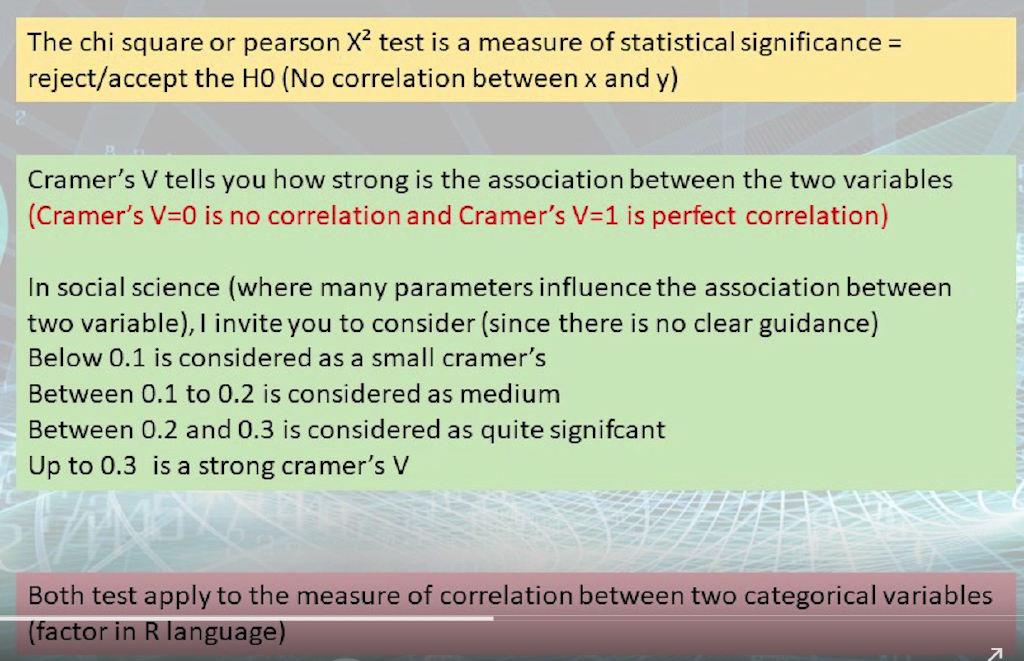 The chi square or pearson X² test is a measure of statistical significance =
reject/accept the H0 (No correlation between x and y)
Cramer's V tells you how strong is the association between the two variables
(Cramer's V=0 is no correlation and Cramer's V=1 is perfect correlation)
In social science (where many parameters influence the association between
two variable), I invite you to consider (since there is no clear guidance)
Below 0.1 is considered as a small cramer's
Between 0.1 to 0.2 is considered as medium
Between 0.2 and 0.3 is considered as quite signifcant
Up to 0.3 is a strong cramer's V
Both test apply to the measure of correlation between two categorical variables
(factor in R language)